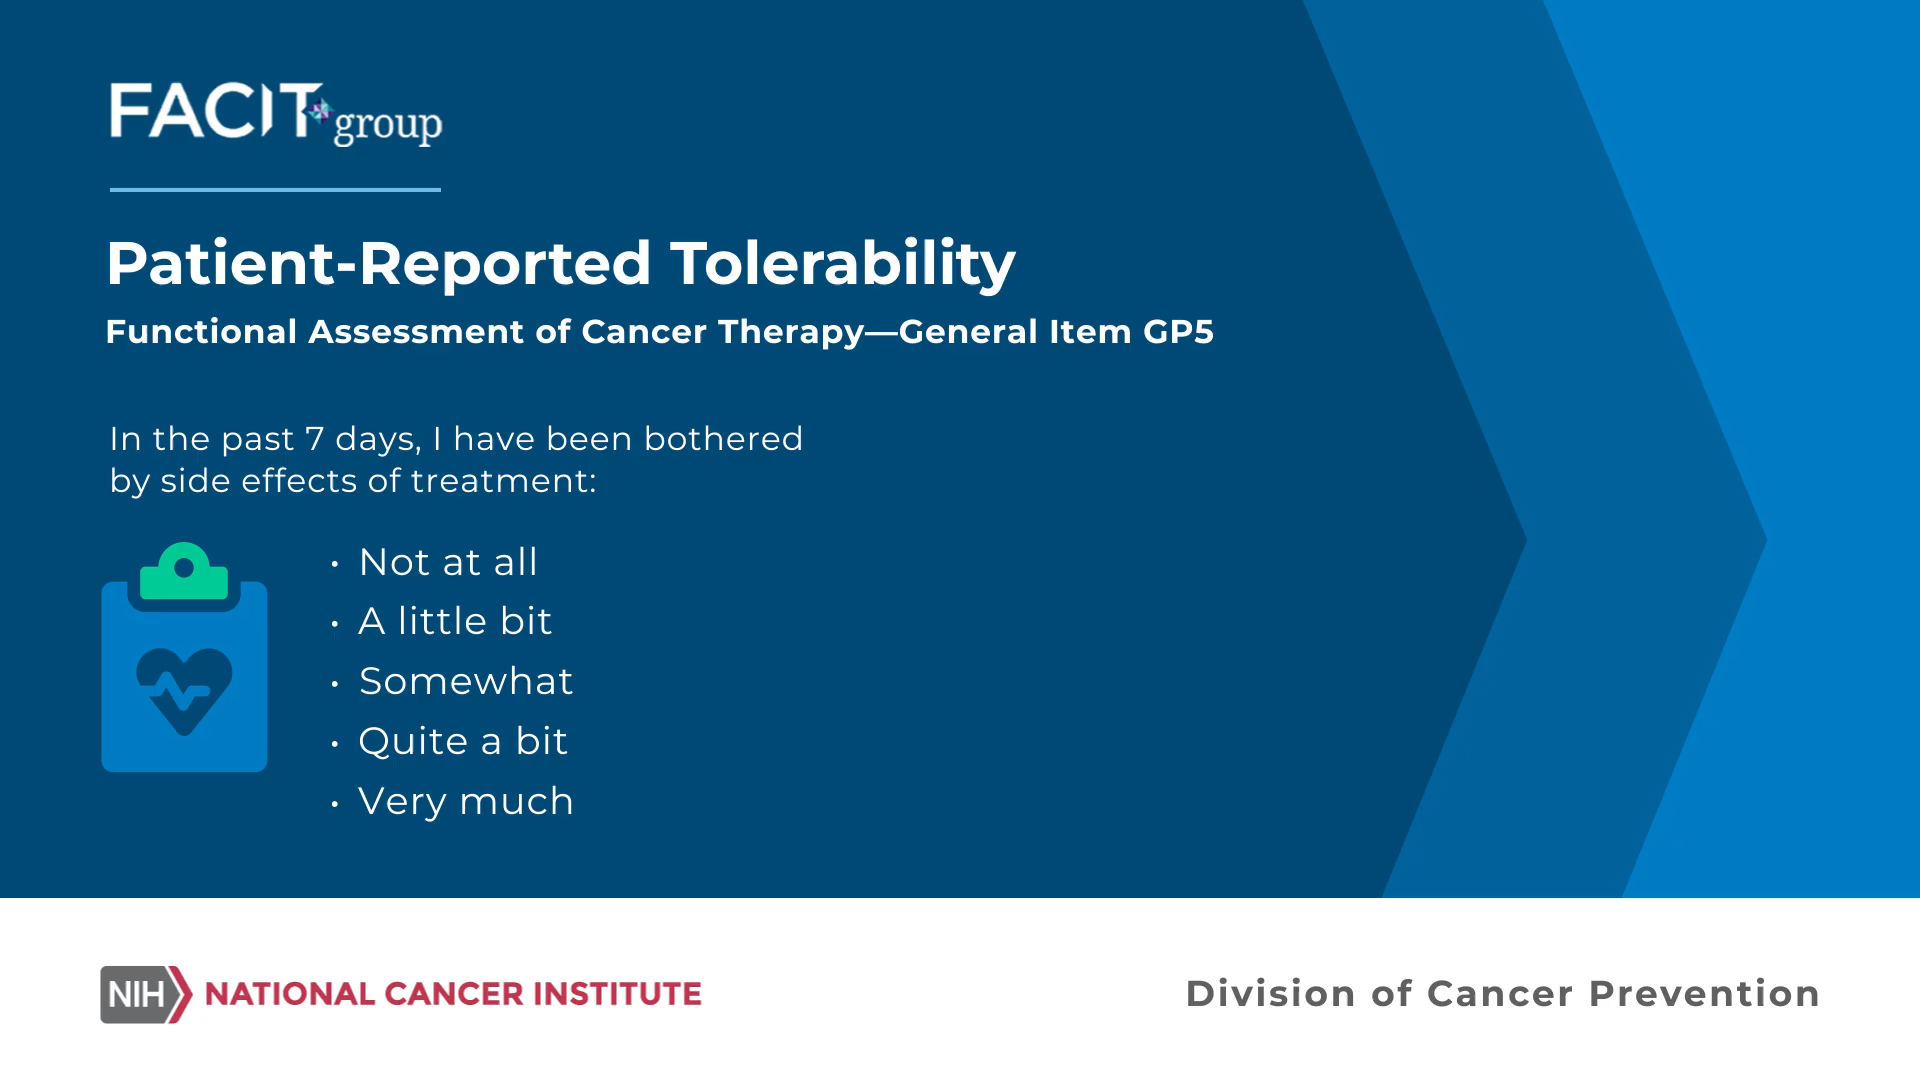 FACIT group
Patient-Reported Tolerability
Functional Assessment of Cancer Therapy—General Item GP5
In the past 7 days, I have been bothered
by side effects of treatment:
• Not at all
• A little bit
• Somewhat
• Quite a bit
• Very much
NIH NATIONAL CANCER INSTITUTE
Division of Cancer Prevention